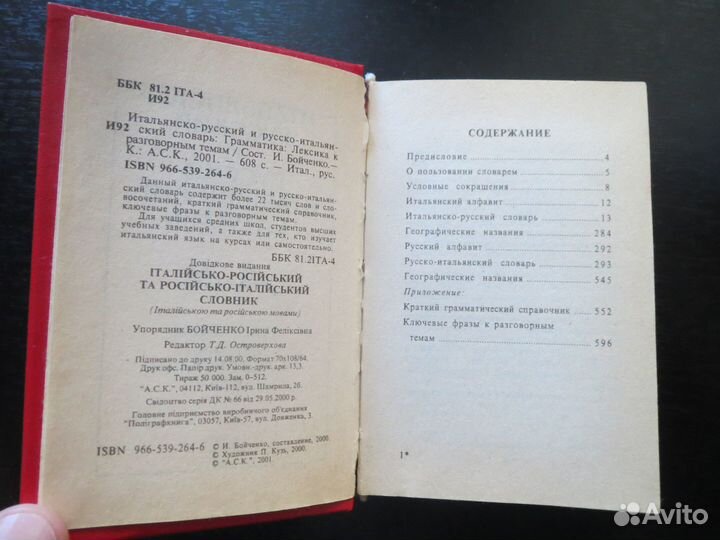 ББК 81.2 ІТА-4
И92
Итальянско-русский и русско-итальян-
И92 ский словарь: Грамматика: Лексика к
разговорным темам / Сост. И. Бойченко.—
К.: А.С.К., 2001. — 608 с. — Итал., рус.
ISBN 966-539-264-6
Данный итальянско-русский и русско-италья-
нский словарь содержит более 22 тысяч слов и сло-
восочетаний, краткий грамматический справочник,
ключевые фразы к разговорным темам.
Для учащихся средних школ, студентов высших
учебных заведений, а также для тех, кто изучает
итальянский язык на курсах или самостоятельно.
ББК 81.2ІТА-4
Довідкове видання
ІТАЛІЙСЬКО-РОСІЙСЬКИЙ
ТА РОСІЙСЬКО-ІТАЛІЙСЬКИЙ
СЛОВНИК
(Італійською та російською мовами)
Упорядник БОЙЧЕНКО Ірина Феліксівна
Редактор Т.Д. Островерхова
Підписано до друку 14.08.00. Формат 70х108/64.
Друк офс. Папір друк. Умовн. друк. арк. 13,3.
Тираж 50 000. Зам. 0–512.
"А.С.К.", 04112, Київ-112, вул. Шамрила, 2б.
Свідоцтво серія ДК № 66 від 29.05.2000 р.
Головне підприємство виробничого об'єднання
"Поліграфкнига", 03057, Київ-57, вул. Довженка, 3.
ISBN 966-539-264-6
© И. Бойченко, составление, 2000.
© Художник П. Кузь, 2000.
© "А.С.К.", 2001.
СОДЕРЖАНИЕ
Предисловие 4
О пользовании словарем 5
Условные сокращения 8
Итальянский алфавит 12
Итальянско-русский словарь 13
Географические названия 284
Русский алфавит 292
Русско-итальянский словарь 293
Географические названия 545
Приложение:
Краткий грамматический справочник 552
Ключевые фразы к разговорным
темам 596
1*
Avito